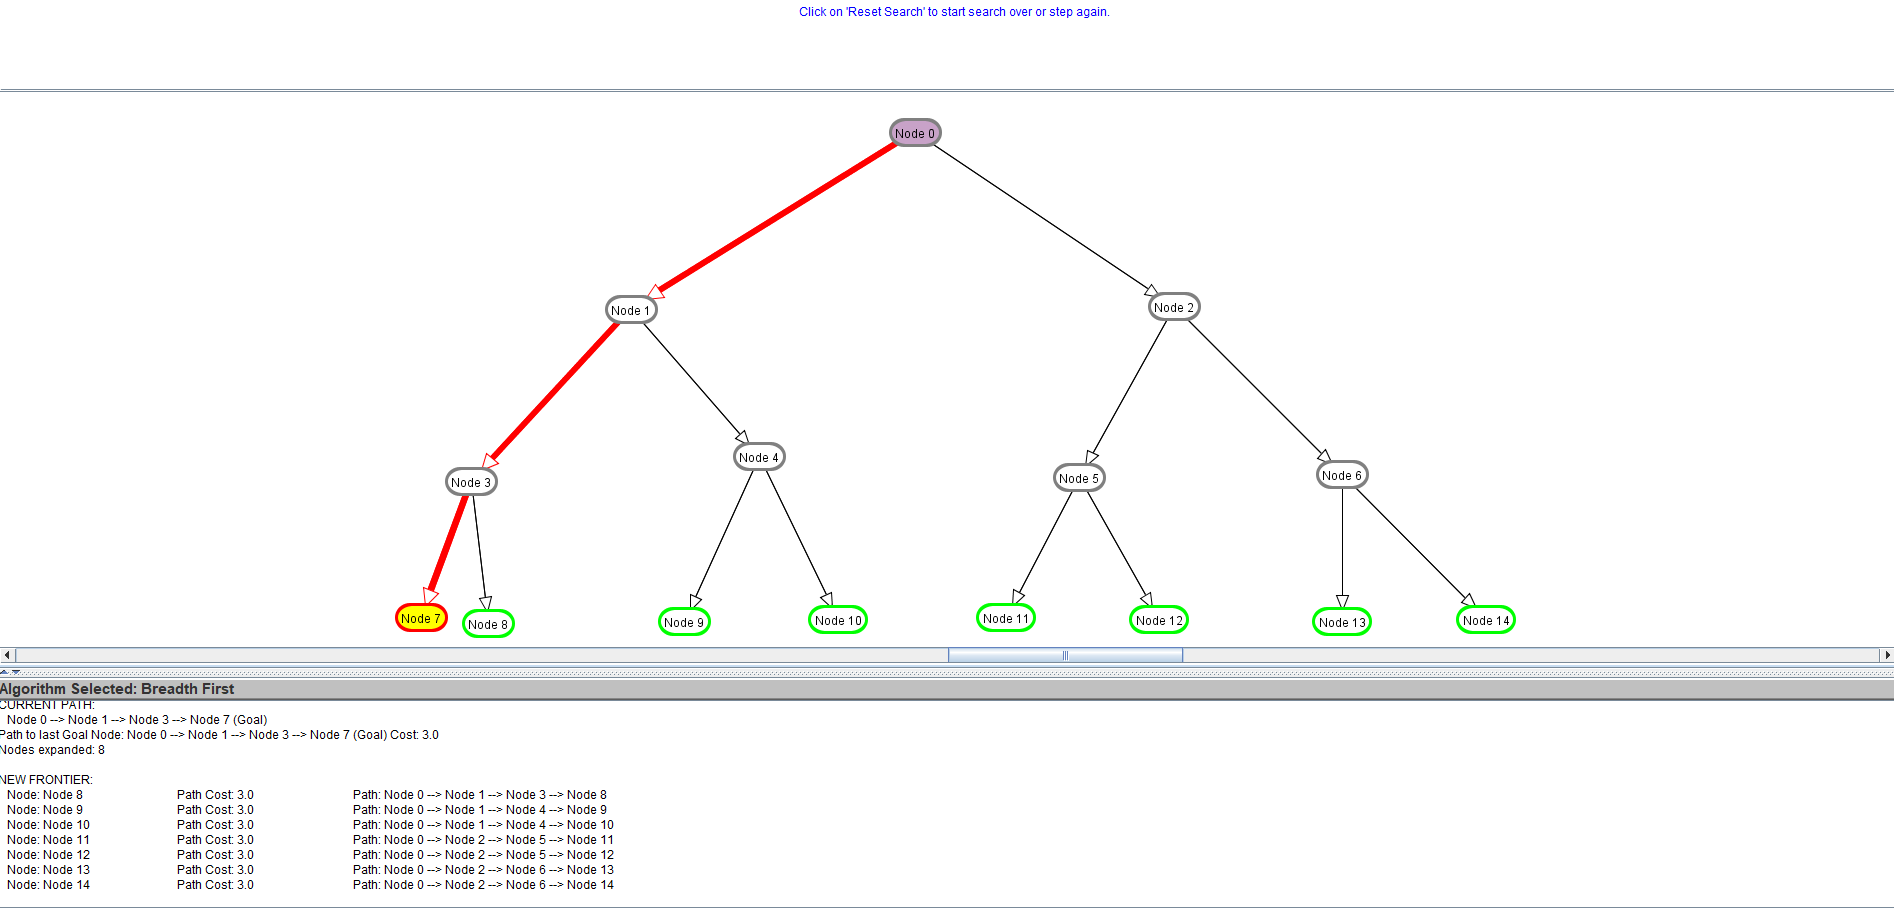 Click on 'Reset Search' to start search over or step again.
Node 0
Node 1
Node 2
Node 3
Node 4
Node 5
Node 6
Node 7
Node 8
Node 9
Node 10
Node 11
Node 12
Node 13
Node 14
Algorithm Selected: Breadth First
CURRENT PATH:
Node 0 --> Node 1 --> Node 3 --> Node 7 (Goal)
Path to last Goal Node: Node 0 --> Node 1 --> Node 3 --> Node 7 (Goal) Cost: 3.0
Nodes expanded: 8
NEW FRONTIER:
Node: Node 8 Path Cost: 3.0 Path: Node 0 --> Node 1 --> Node 3 --> Node 8
Node: Node 9 Path Cost: 3.0 Path: Node 0 --> Node 1 --> Node 4 --> Node 9
Node: Node 10 Path Cost: 3.0 Path: Node 0 --> Node 1 --> Node 4 --> Node 10
Node: Node 11 Path Cost: 3.0 Path: Node 0 --> Node 2 --> Node 5 --> Node 11
Node: Node 12 Path Cost: 3.0 Path: Node 0 --> Node 2 --> Node 5 --> Node 12
Node: Node 13 Path Cost: 3.0 Path: Node 0 --> Node 2 --> Node 6 --> Node 13
Node: Node 14 Path Cost: 3.0 Path: Node 0 --> Node 2 --> Node 6 --> Node 14